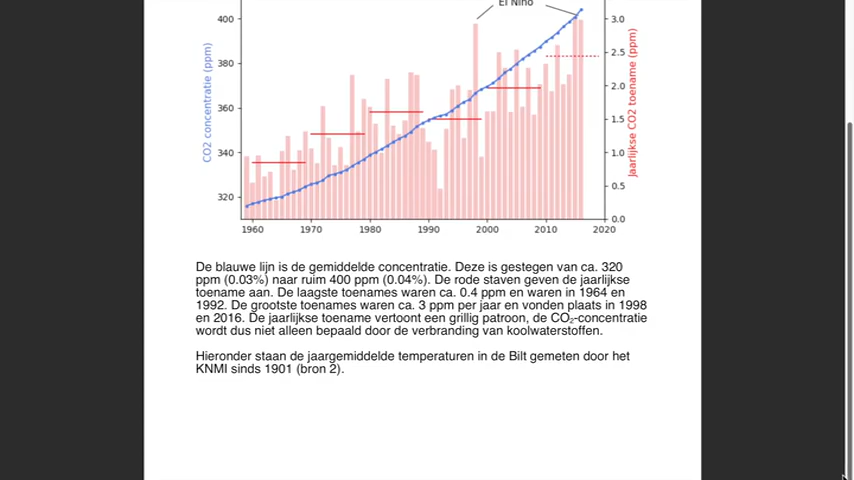 El Niño
400
380
360
340
320
CO2 concentratie (ppm)
3.0
2.5
2.0
1.5
1.0
0.5
0.0
Jaarlijkse CO2 toename (ppm)
1960 1970 1980 1990 2000 2010 2020
De blauwe lijn is de gemiddelde concentratie. Deze is gestegen van ca. 320
ppm (0.03%) naar ruim 400 ppm (0.04%). De rode staven geven de jaarlijkse
toename aan. De laagste toenames waren ca. 0.4 ppm en waren in 1964 en
1992. De grootste toenames waren ca. 3 ppm per jaar en vonden plaats in 1998
en 2016. De jaarlijkse toename vertoont een grillig patroon, de CO₂-concentratie
wordt dus niet alleen bepaald door de verbranding van koolwaterstoffen.
Hieronder staan de jaargemiddelde temperaturen in de Bilt gemeten door het
KNMI sinds 1901 (bron 2).